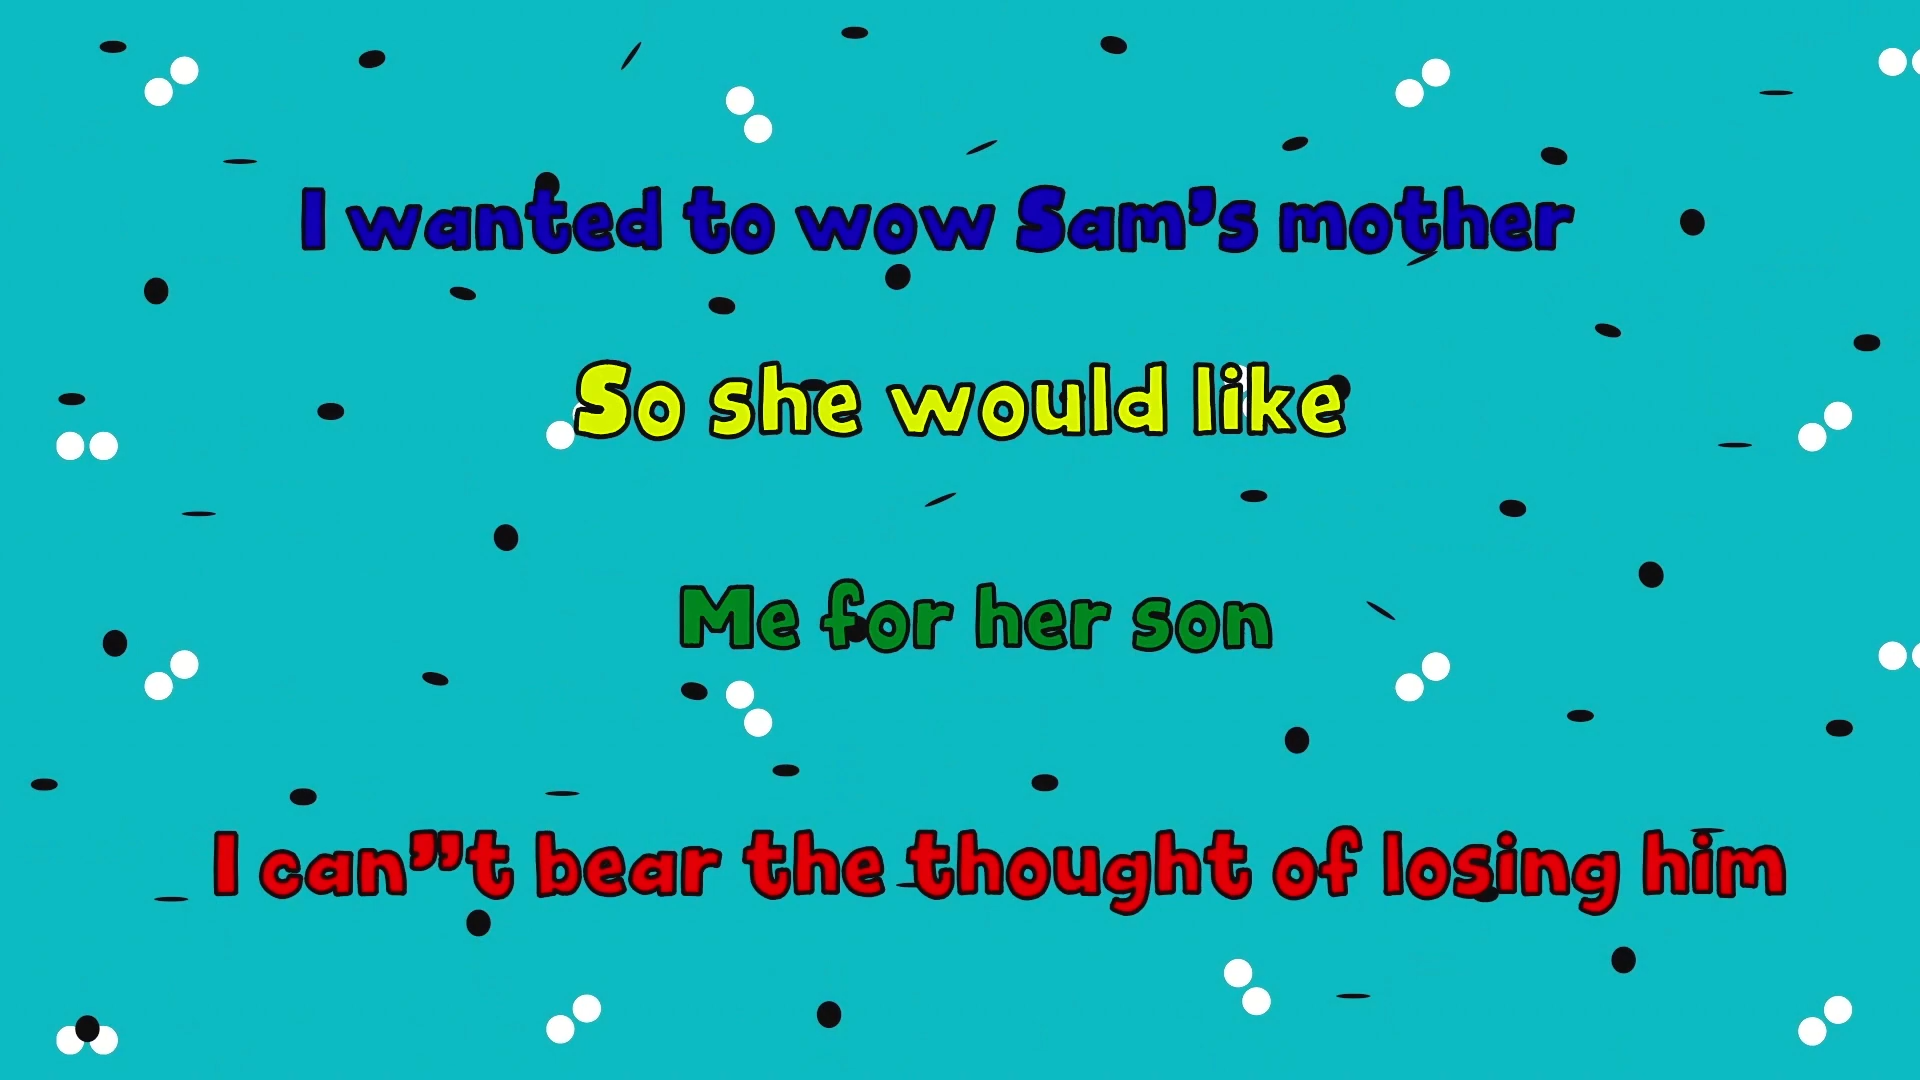 I wanted to wow Sam's mother
So she would like
Me for her son
I can''t bear the thought of losing him